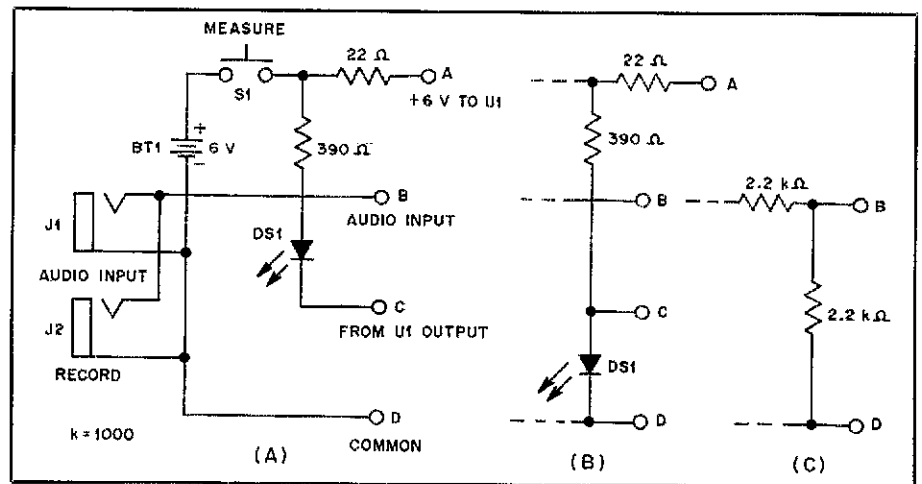 MEASURE
S1
22 Ω
A
+6 V TO U1
BT1
+
6 V
−
390 Ω
B
AUDIO INPUT
J1
AUDIO INPUT
DS1
C
FROM U1 OUTPUT
J2
RECORD
k = 1000
D
COMMON
(A)
22 Ω
A
390 Ω
B
C
DS1
D
(B)
2.2 kΩ
B
2.2 kΩ
D
(C)